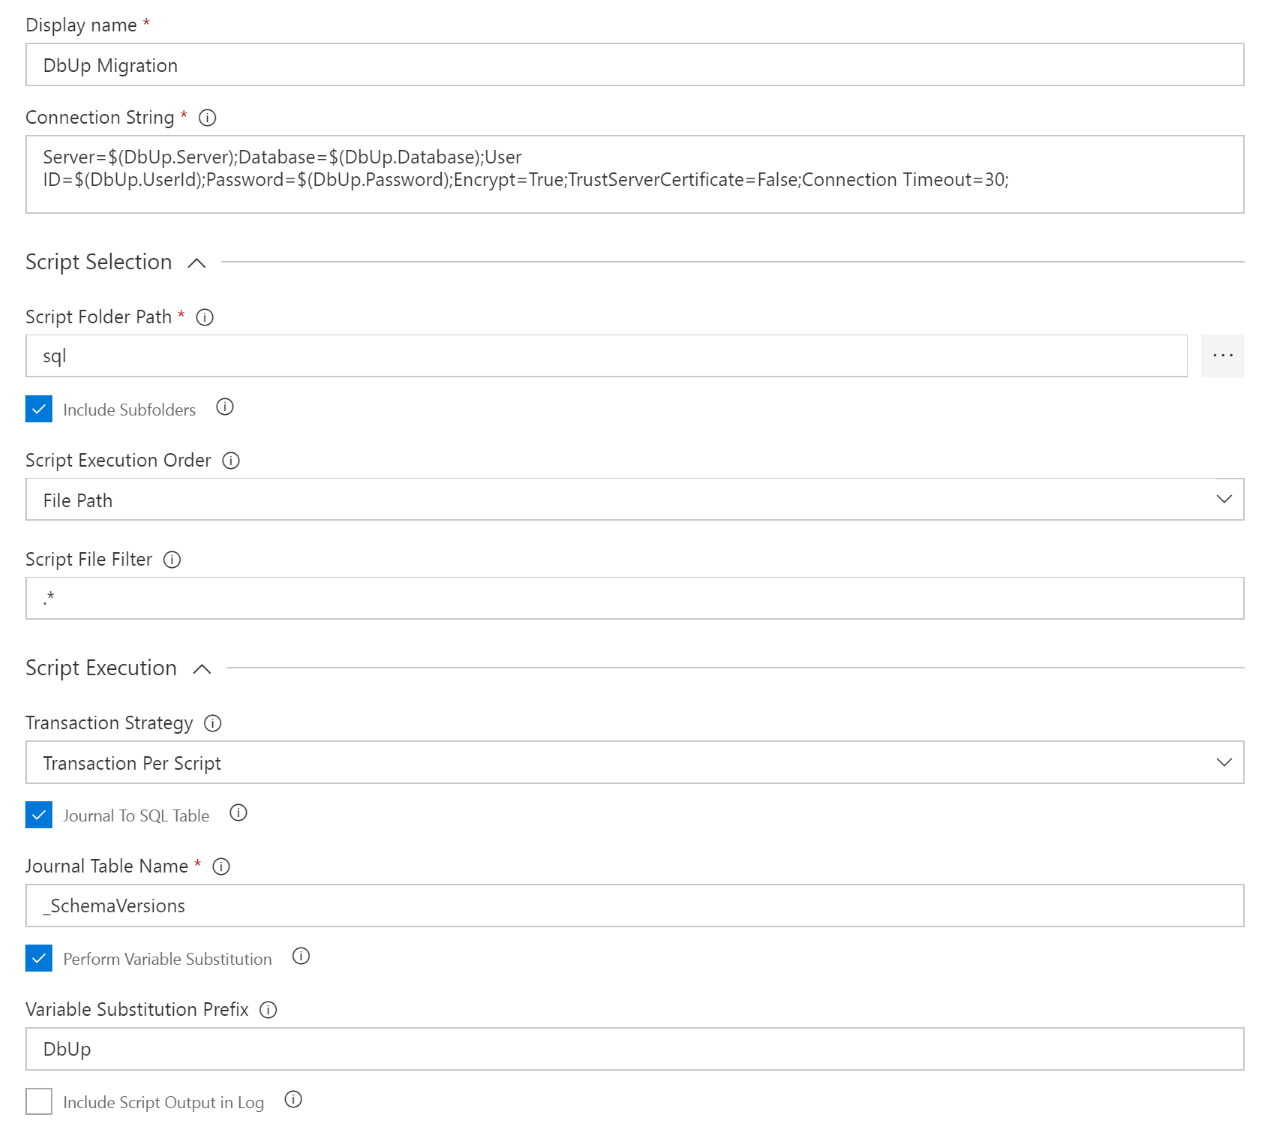 Display name *
DbUp Migration
Connection String *
Server=$(DbUp.Server);Database=$(DbUp.Database);User
ID=$(DbUp.UserId);Password=$(DbUp.Password);Encrypt=True;TrustServerCertificate=False;Connection Timeout=30;
Script Selection
Script Folder Path *
sql
...
Include Subfolders
Script Execution Order
File Path
Script File Filter
.*
Script Execution
Transaction Strategy
Transaction Per Script
Journal To SQL Table
Journal Table Name *
_SchemaVersions
Perform Variable Substitution
Variable Substitution Prefix
DbUp
Include Script Output in Log